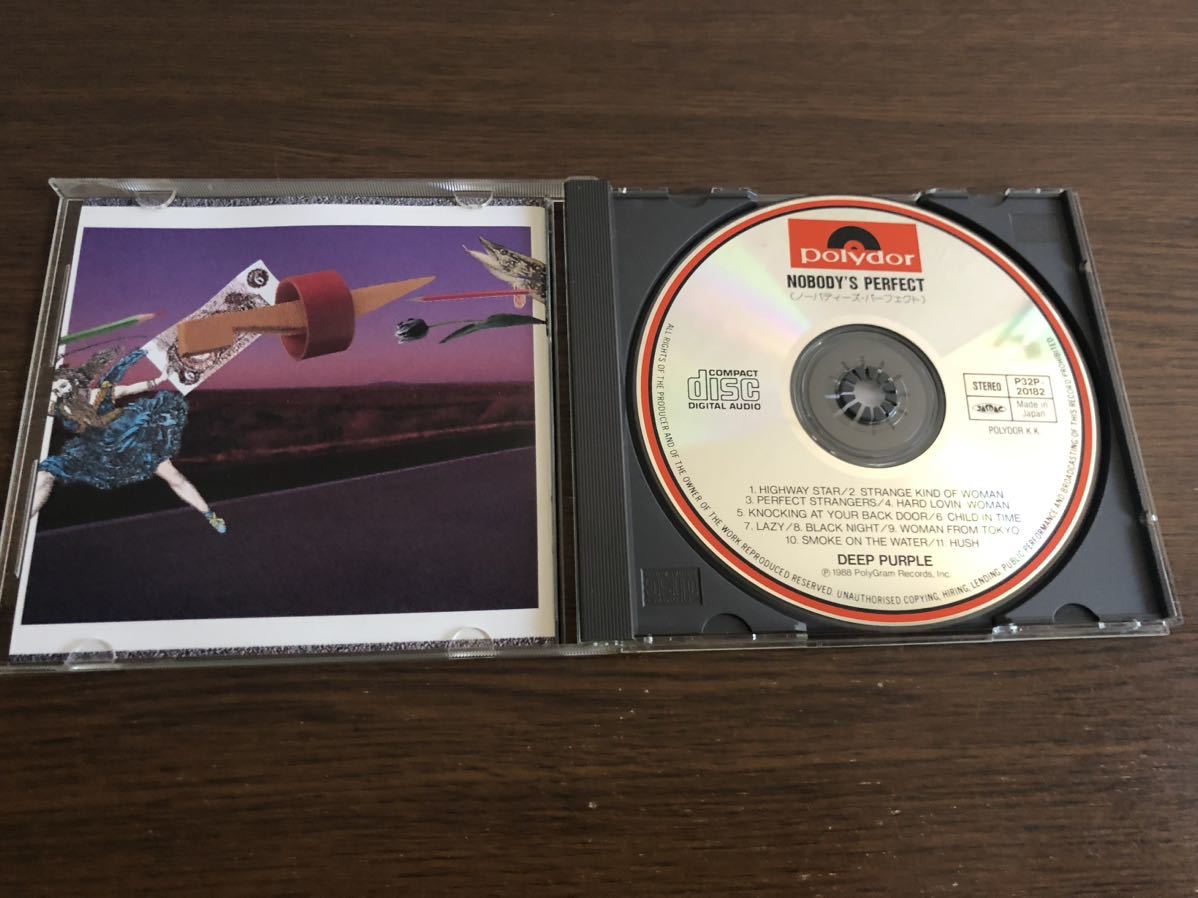 polydor
NOBODY'S PERFECT
(ノーバディーズ・パーフェクト)
COMPACT
disc
DIGITAL AUDIO
STEREO
P32P-
20182
JASRAC
Made in
Japan
POLYDOR K K
1. HIGHWAY STAR/2. STRANGE KIND OF WOMAN
3. PERFECT STRANGERS/4. HARD LOVIN' WOMAN
5. KNOCKING AT YOUR BACK DOOR/6. CHILD IN TIME
7. LAZY/8. BLACK NIGHT/9. WOMAN FROM TOKYO
10. SMOKE ON THE WATER/11. HUSH
DEEP PURPLE
Ⓟ1988 PolyGram Records, Inc.
ALL RIGHTS OF THE PRODUCER AND OF THE OWNER OF THE WORK REPRODUCED RESERVED. UNAUTHORISED COPYING, HIRING, LENDING, PUBLIC PERFORMANCE AND BROADCASTING OF THIS RECORD PROHIBITED